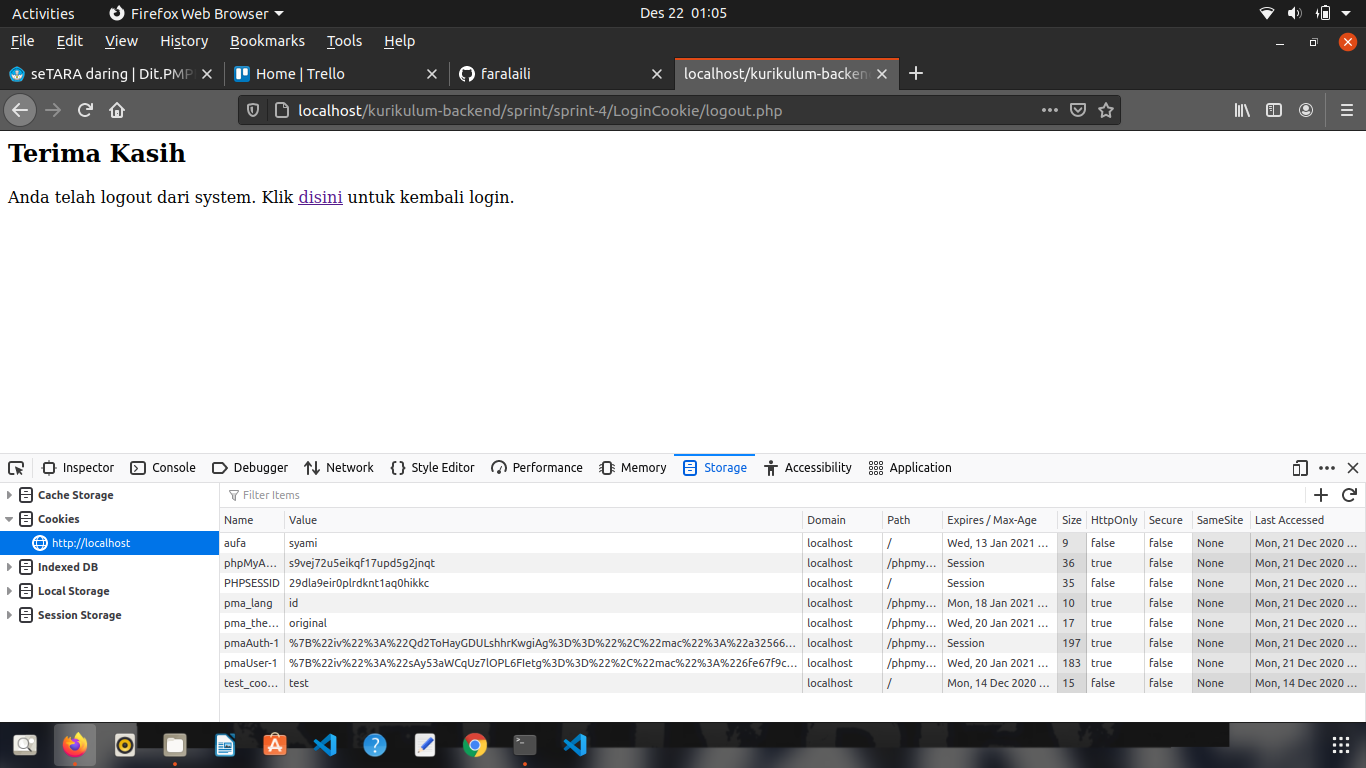 Activities Firefox Web Browser Des 22 01:05
File Edit View History Bookmarks Tools Help
seTARA daring | Dit.PMP Home | Trello faralaili localhost/kurikulum-backen
localhost/kurikulum-backend/sprint/sprint-4/LoginCookie/logout.php
Terima Kasih
Anda telah logout dari system. Klik disini untuk kembali login.
Inspector Console Debugger Network Style Editor Performance Memory Storage Accessibility Application
Cache Storage
Cookies
http://localhost
Indexed DB
Local Storage
Session Storage
Filter Items
Name Value Domain Path Expires / Max-Age Size HttpOnly Secure SameSite Last Accessed
aufa syami localhost / Wed, 13 Jan 2021 ... 9 false false None Mon, 21 Dec 2020 ...
phpMyA... s9vej72u5eikqf17upd5g2jnqt localhost /phpmy... Session 36 true false None Mon, 21 Dec 2020 ...
PHPSESSID 29dla9eir0plrdknt1aq0hikkc localhost / Session 35 false false None Mon, 21 Dec 2020 ...
pma_lang id localhost /phpmy... Mon, 18 Jan 2021 ... 10 true false None Mon, 21 Dec 2020 ...
pma_the... original localhost /phpmy... Wed, 20 Jan 2021 ... 17 true false None Mon, 21 Dec 2020 ...
pmaAuth-1 %7B%22iv%22%3A%22Qd2ToHayGDULshhrKwgiAg%3D%3D%22%2C%22mac%22%3A%22a32566... localhost /phpmy... Session 197 true false None Mon, 21 Dec 2020 ...
pmaUser-1 %7B%22iv%22%3A%22sAy53aWCqUz7lOPL6FIetg%3D%3D%22%2C%22mac%22%3A%226fe67f9c... localhost /phpmy... Wed, 20 Jan 2021 ... 183 true false None Mon, 21 Dec 2020 ...
test_coo... test localhost / Mon, 14 Dec 2020 ... 15 false false None Mon, 14 Dec 2020 ...